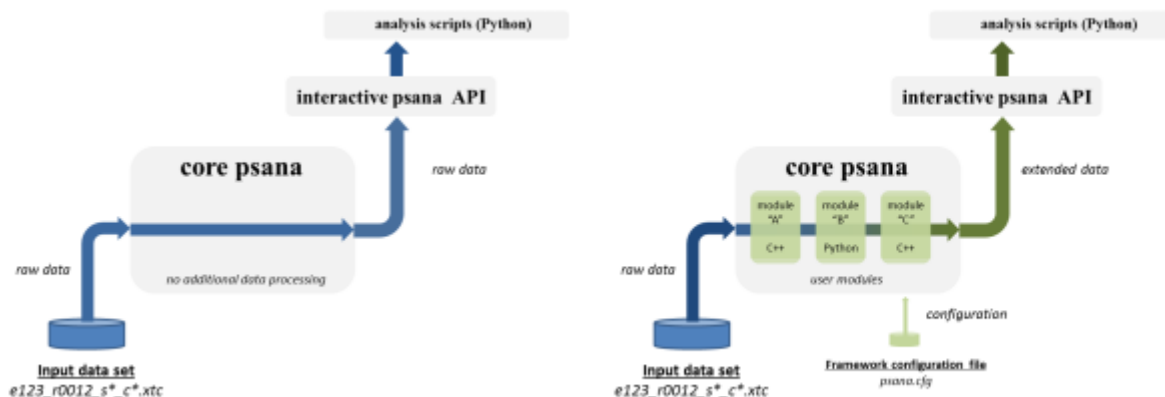 analysis scripts (Python)
interactive psana API
core psana
raw data
raw data
no additional data processing
Input data set
e123_r0012_s*_c*.xtc
analysis scripts (Python)
interactive psana API
core psana
extended data
module "A" C++
module "B" Python
module "C" C++
raw data
user modules
configuration
Input data set
e123_r0012_s*_c*.xtc
Framework configuration file
psana.cfg